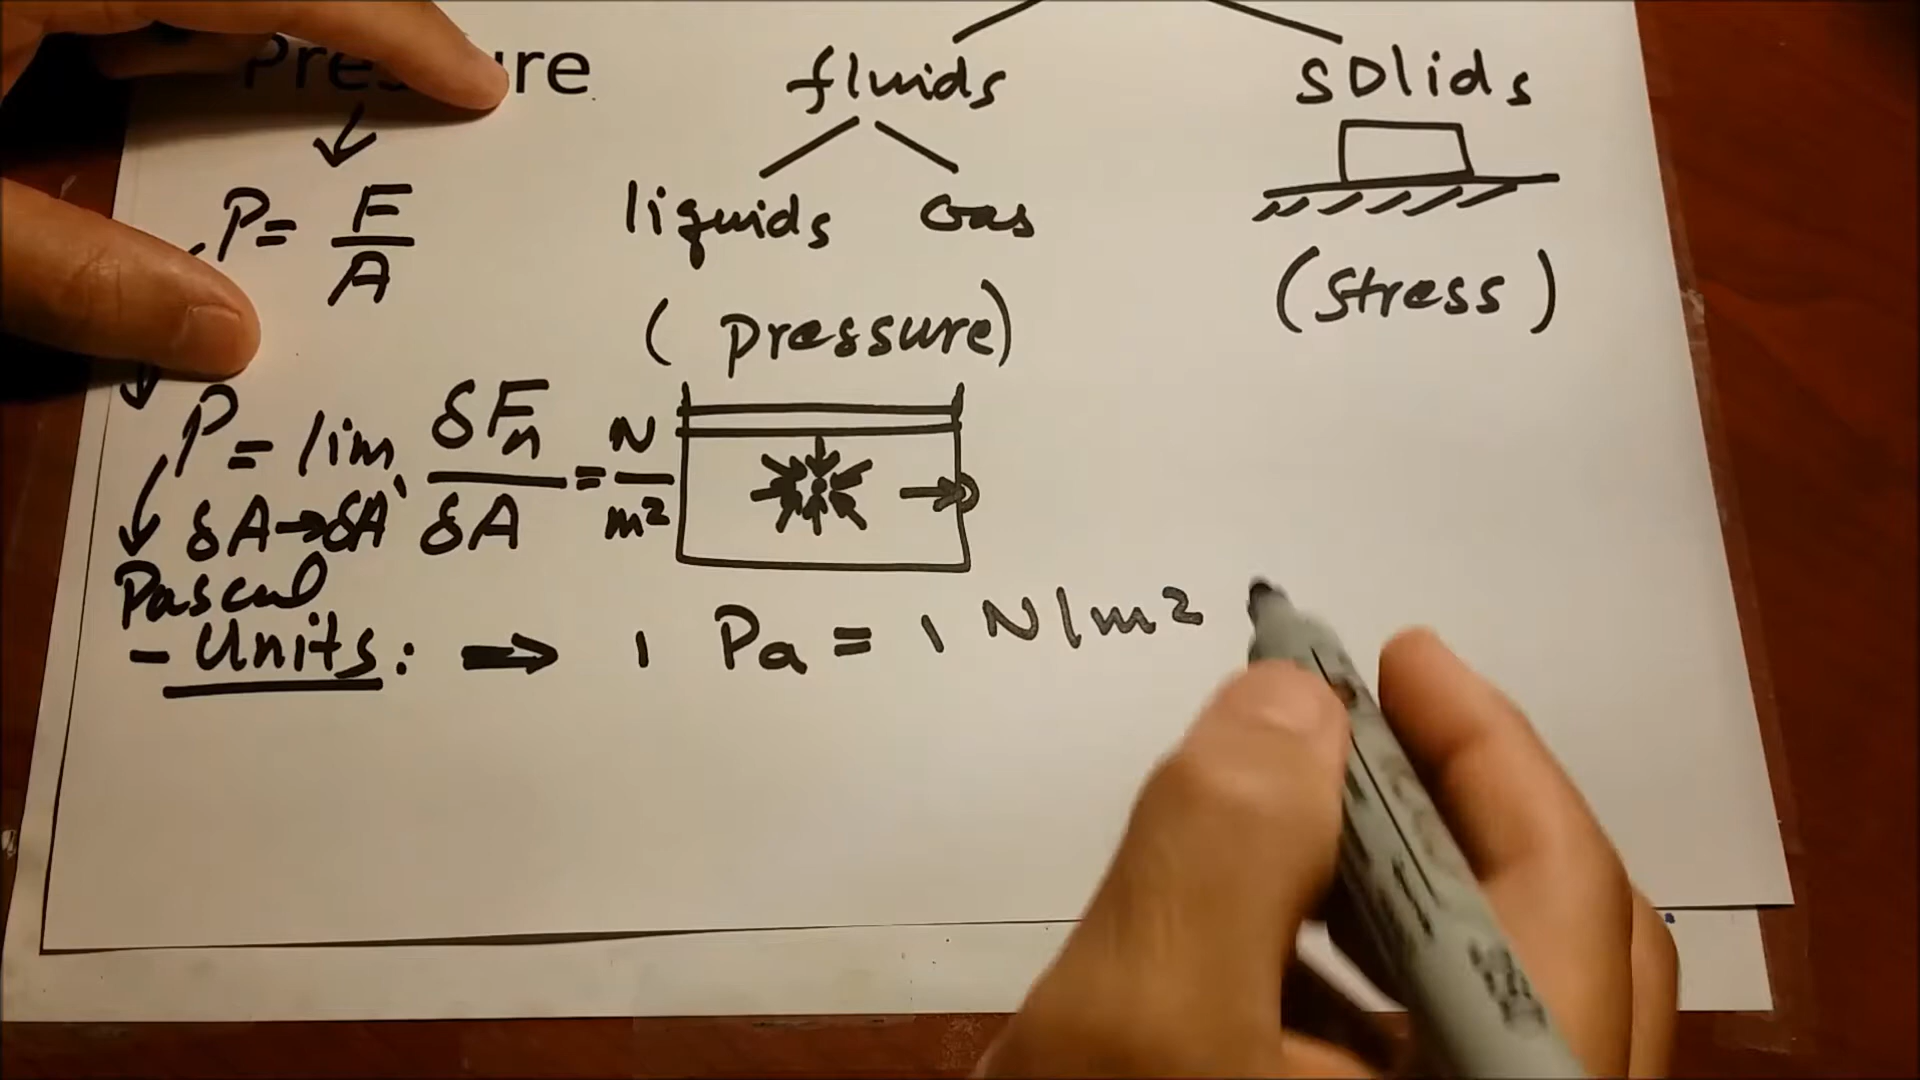 Pressure
fluids
solids
P = F/A
liquids Gas
(pressure)
(Stress)
P = lim δFn/δA = N/m²
δA→δA'
Pascal
- Units: → 1 Pa = 1 N/m²